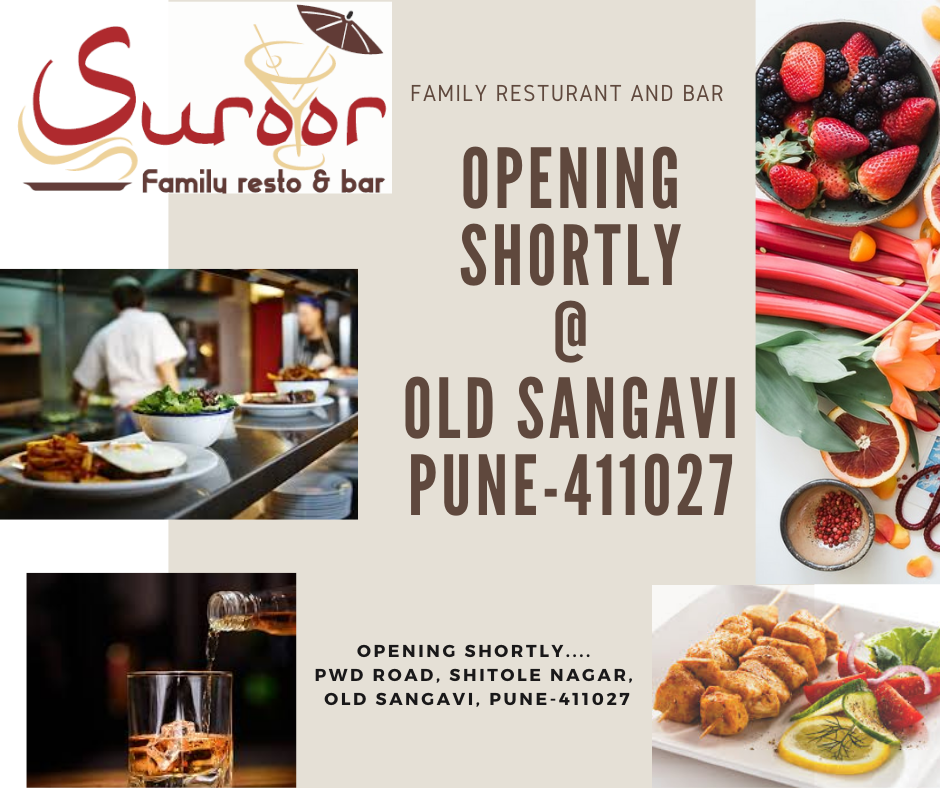 Suroor
Family resto & bar
FAMILY RESTURANT AND BAR
OPENING
SHORTLY
@
OLD SANGAVI
PUNE-411027
OPENING SHORTLY....
PWD ROAD, SHITOLE NAGAR,
OLD SANGAVI, PUNE-411027